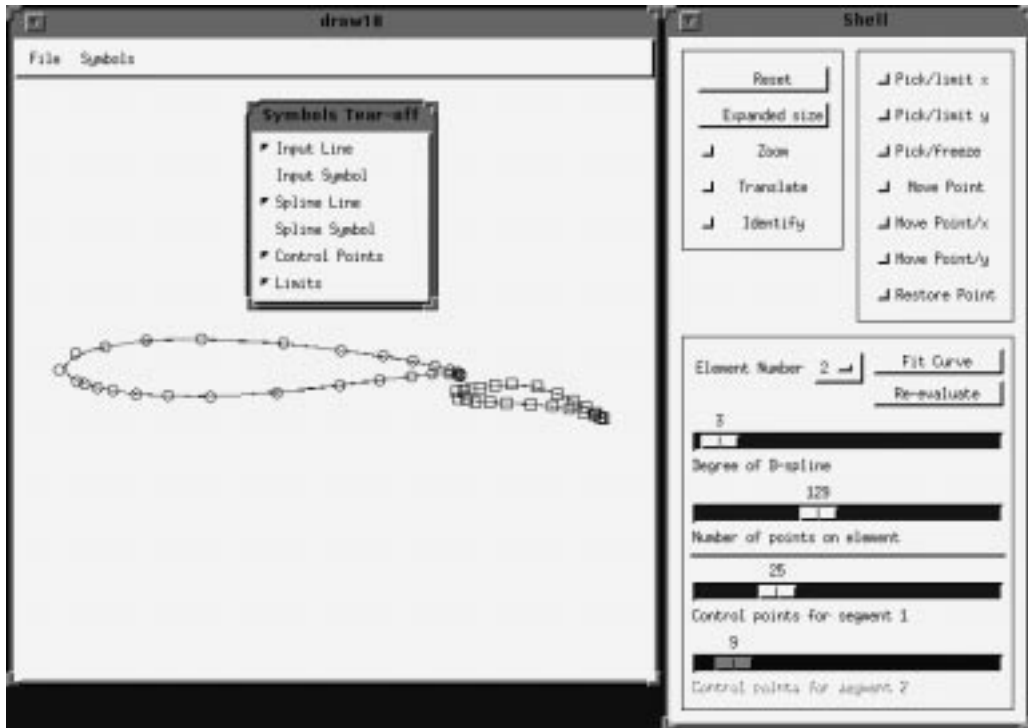 draw18
File Symbols
Symbols Tear-off
Input Line
Input Symbol
Spline Line
Spline Symbol
Control Points
Limits
Shell
Reset
Expanded size
Zoom
Translate
Identify
Pick/limit x
Pick/limit y
Pick/Freeze
Move Point
Move Point/x
Move Point/y
Restore Point
Element Number 2
Fit Curve
Re-evaluate
3
Degree of B-spline
129
Number of points on element
25
Control points for segment 1
9
Control points for segment 2